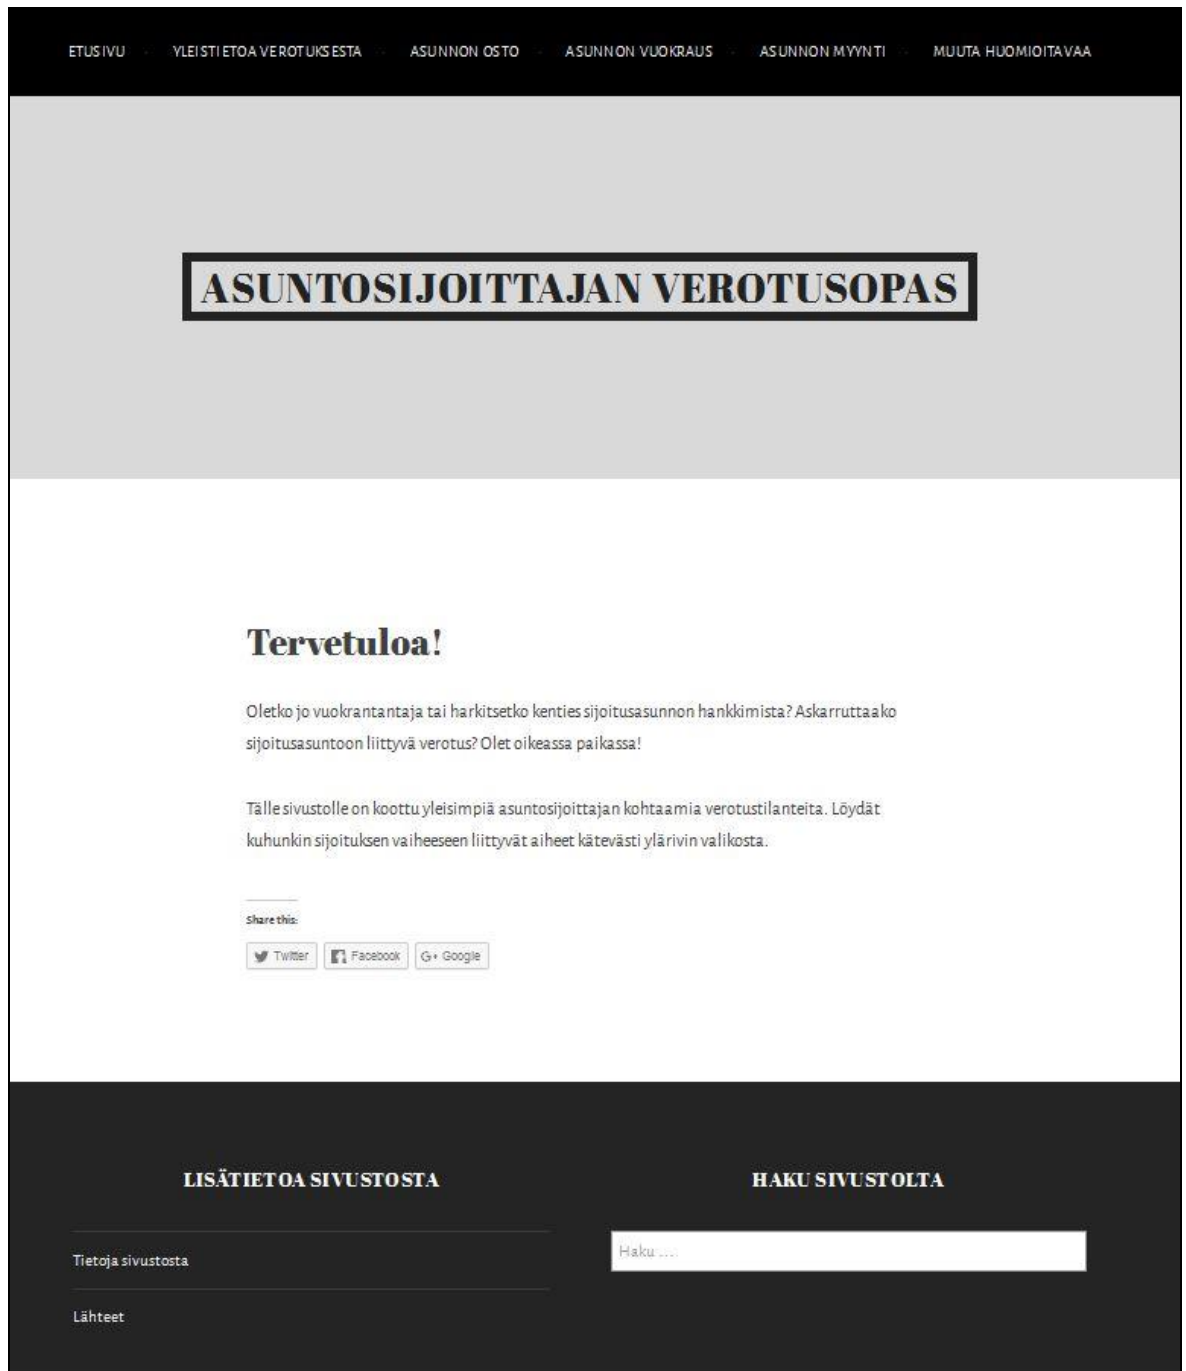 ETUSIVU YLEISTIETOA VEROTUKSESTA ASUNNON OSTO ASUNNON VUOKRAUS ASUNNON MYYNTI MUUTA HUOMIOITAVAA
ASUNTOSIJOITTAJAN VEROTUSOPAS
Tervetuloa!
Oletko jo vuokrantantaja tai harkitsetko kenties sijoitusasunnon hankkimista? Askarruttaako
sijoitusasuntoon liittyvä verotus? Olet oikeassa paikassa!
Tälle sivustolle on koottu yleisimpiä asuntosijoittajan kohtaamia verotustilanteita. Löydät
kuhunkin sijoituksen vaiheeseen liittyvät aiheet kätevästi ylärivin valikosta.
Share this:
Twitter Facebook G+ Google
LISÄTIETOA SIVUSTOSTA
Tietoja sivustosta
Lähteet
HAKU SIVUSTOLTA
Haku ....